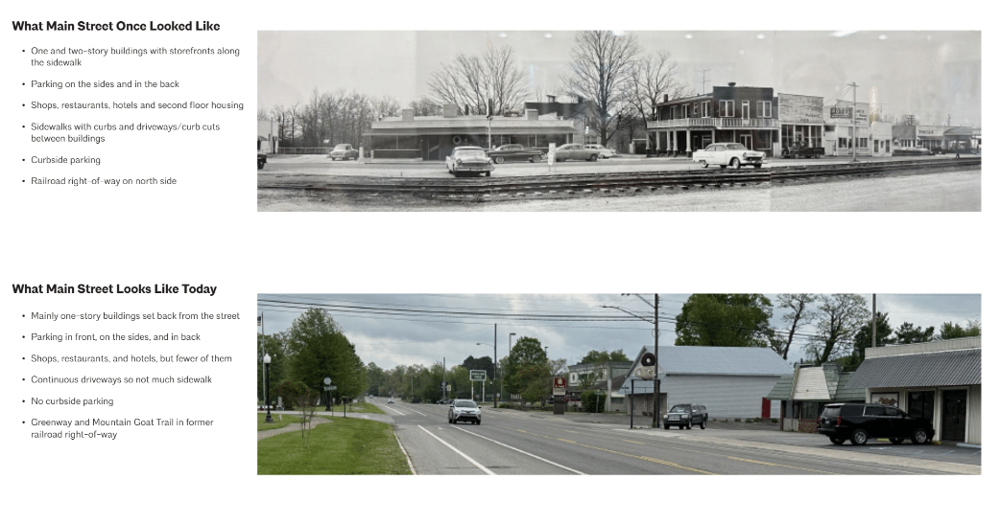 What Main Street Once Looked Like
• One and two-story buildings with storefronts along
the sidewalk
• Parking on the sides and in the back
• Shops, restaurants, hotels and second floor housing
• Sidewalks with curbs and driveways/curb cuts
between buildings
• Curbside parking
• Railroad right-of-way on north side
What Main Street Looks Like Today
• Mainly one-story buildings set back from the street
• Parking in front, on the sides, and in back
• Shops, restaurants, and hotels, but fewer of them
• Continuous driveways so not much sidewalk
• No curbside parking
• Greenway and Mountain Goat Trail in former
railroad right-of-way